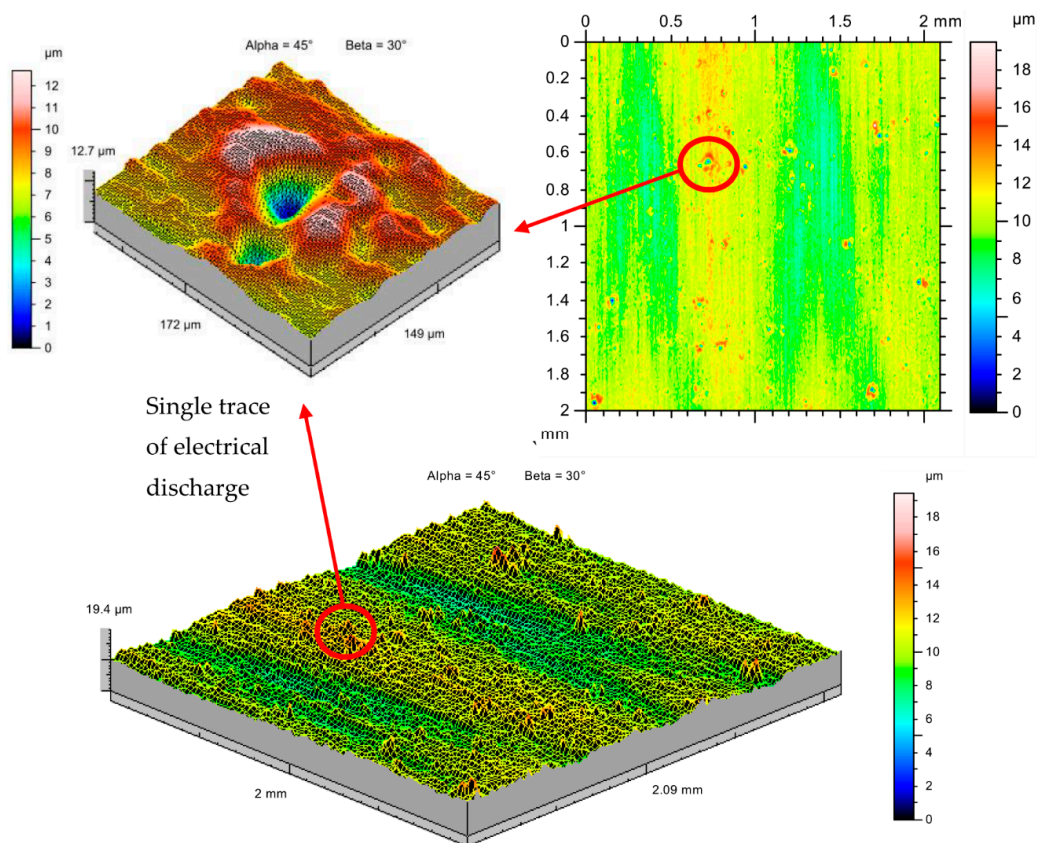 Alpha = 45° Beta = 30°
µm
12
11
10
9
8
7
6
5
4
3
2
1
0
12.7 µm
172 µm
149 µm
0 0.5 1 1.5 2 mm
0
0.2
0.4
0.6
0.8
1
1.2
1.4
1.6
1.8
2
mm
µm
18
16
14
12
10
8
6
4
2
0
Single trace
of electrical
discharge
Alpha = 45° Beta = 30°
19.4 µm
2 mm
2.09 mm
µm
18
16
14
12
10
8
6
4
2
0